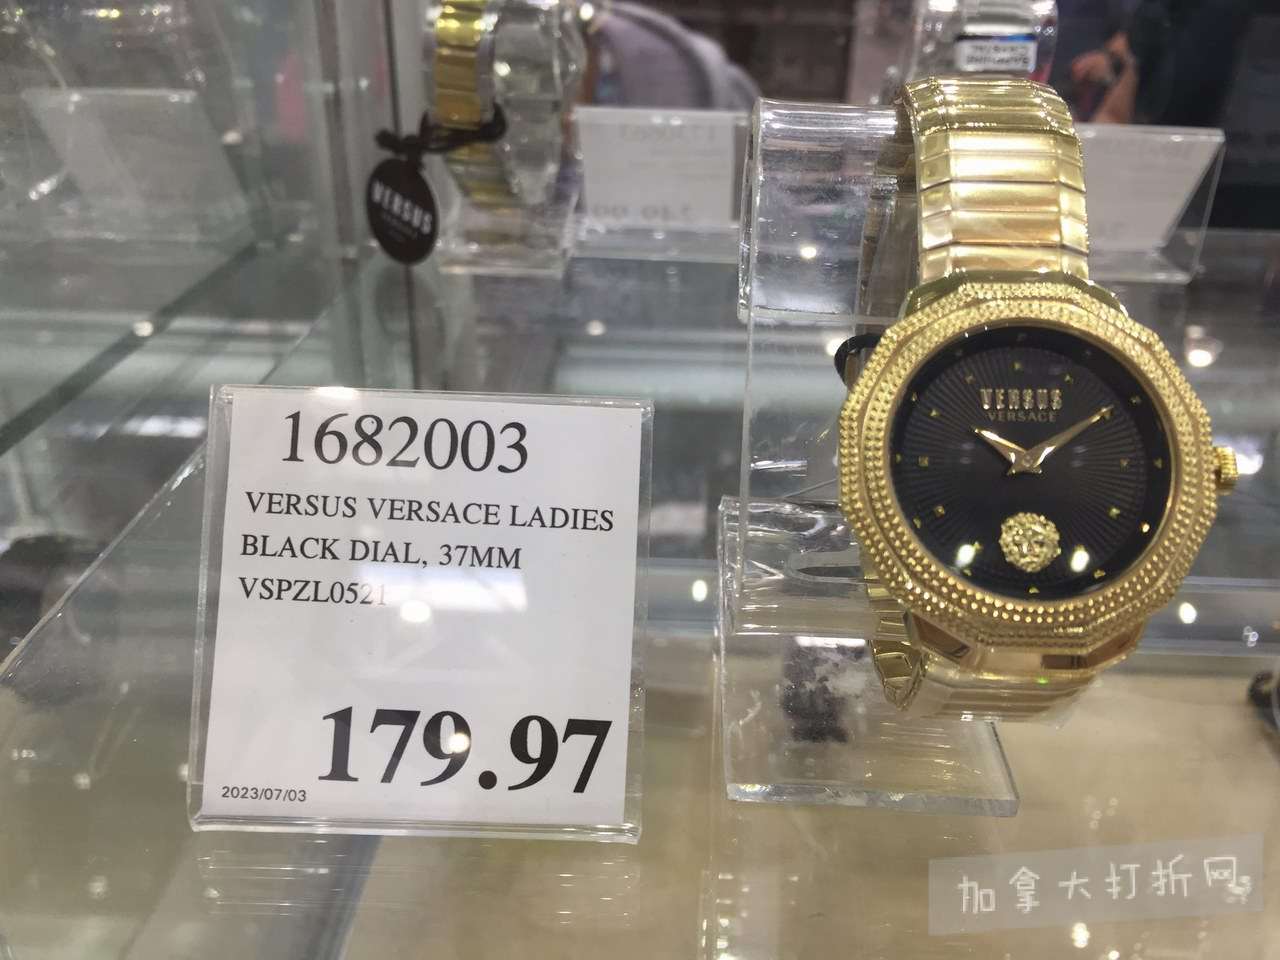 VERSUS
1682003
VERSUS VERSACE LADIES
BLACK DIAL, 37MM
VSPZL0521
179.97
2023/07/03
VERSUS
VERSACE
加拿大打折网